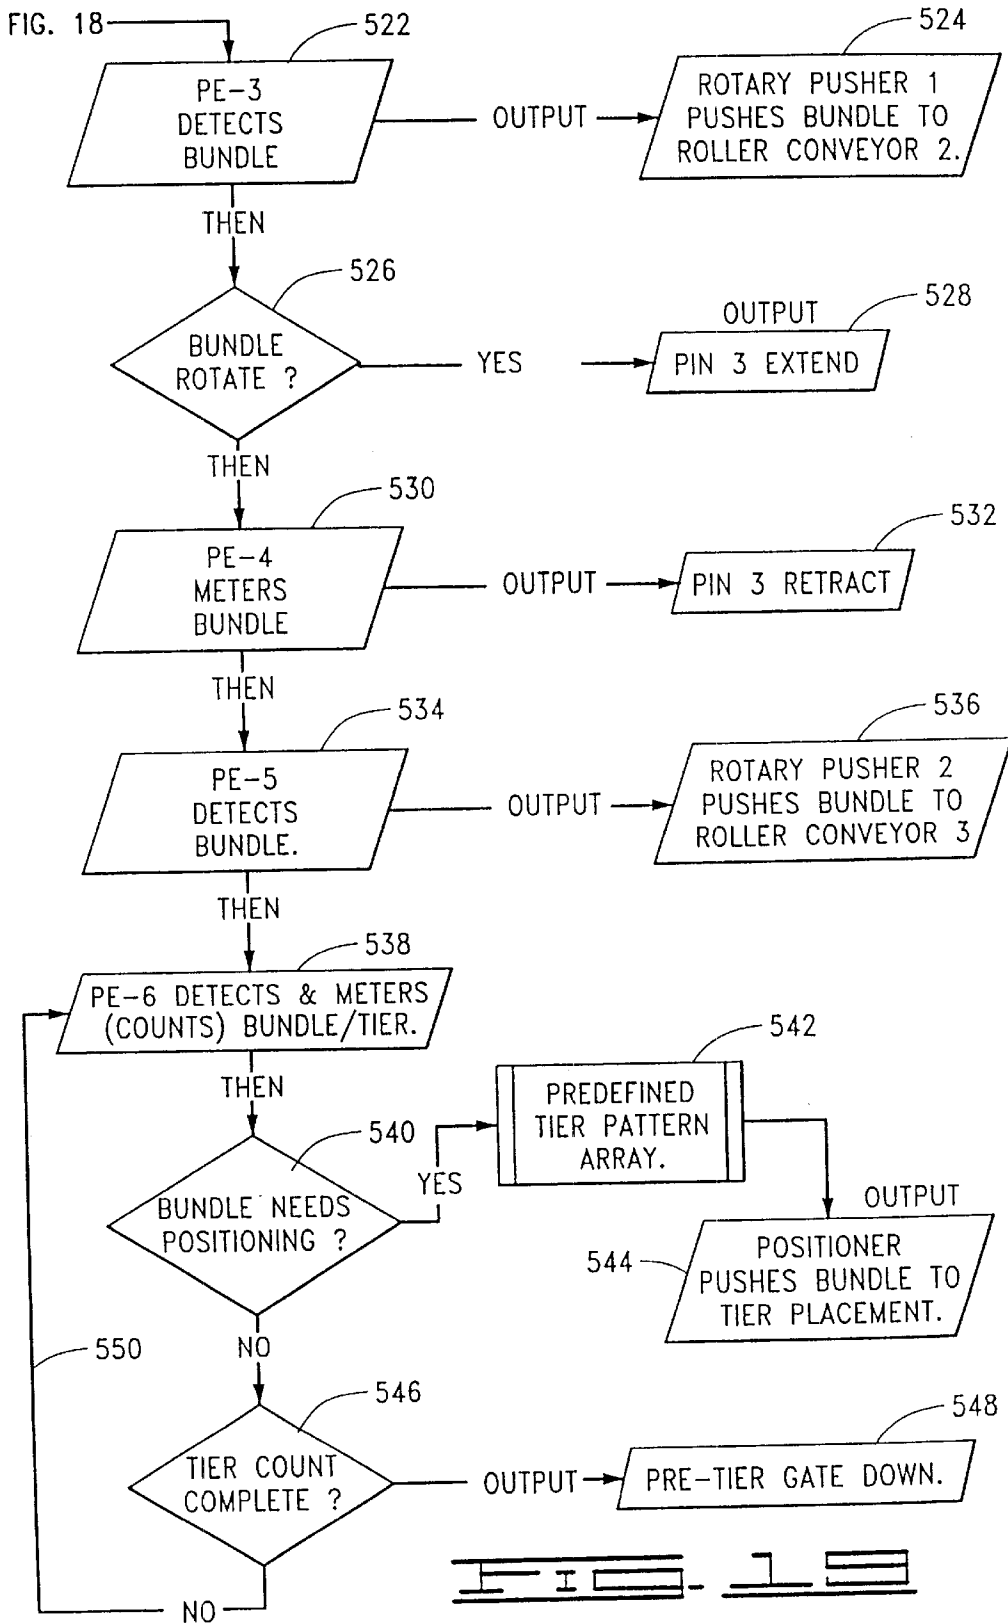 FIG. 18
522
PE-3
DETECTS
BUNDLE
OUTPUT
524
ROTARY PUSHER 1
PUSHES BUNDLE TO
ROLLER CONVEYOR 2.
THEN
526
BUNDLE
ROTATE ?
YES
OUTPUT
528
PIN 3 EXTEND
THEN
530
PE-4
METERS
BUNDLE
OUTPUT
532
PIN 3 RETRACT
THEN
534
PE-5
DETECTS
BUNDLE.
OUTPUT
536
ROTARY PUSHER 2
PUSHES BUNDLE TO
ROLLER CONVEYOR 3
THEN
538
PE-6 DETECTS & METERS
(COUNTS) BUNDLE/TIER.
THEN
540
BUNDLE NEEDS
POSITIONING ?
YES
542
PREDEFINED
TIER PATTERN
ARRAY.
OUTPUT
544
POSITIONER
PUSHES BUNDLE TO
TIER PLACEMENT.
NO
550
546
TIER COUNT
COMPLETE ?
OUTPUT
548
PRE-TIER GATE DOWN.
NO
FIG. 18